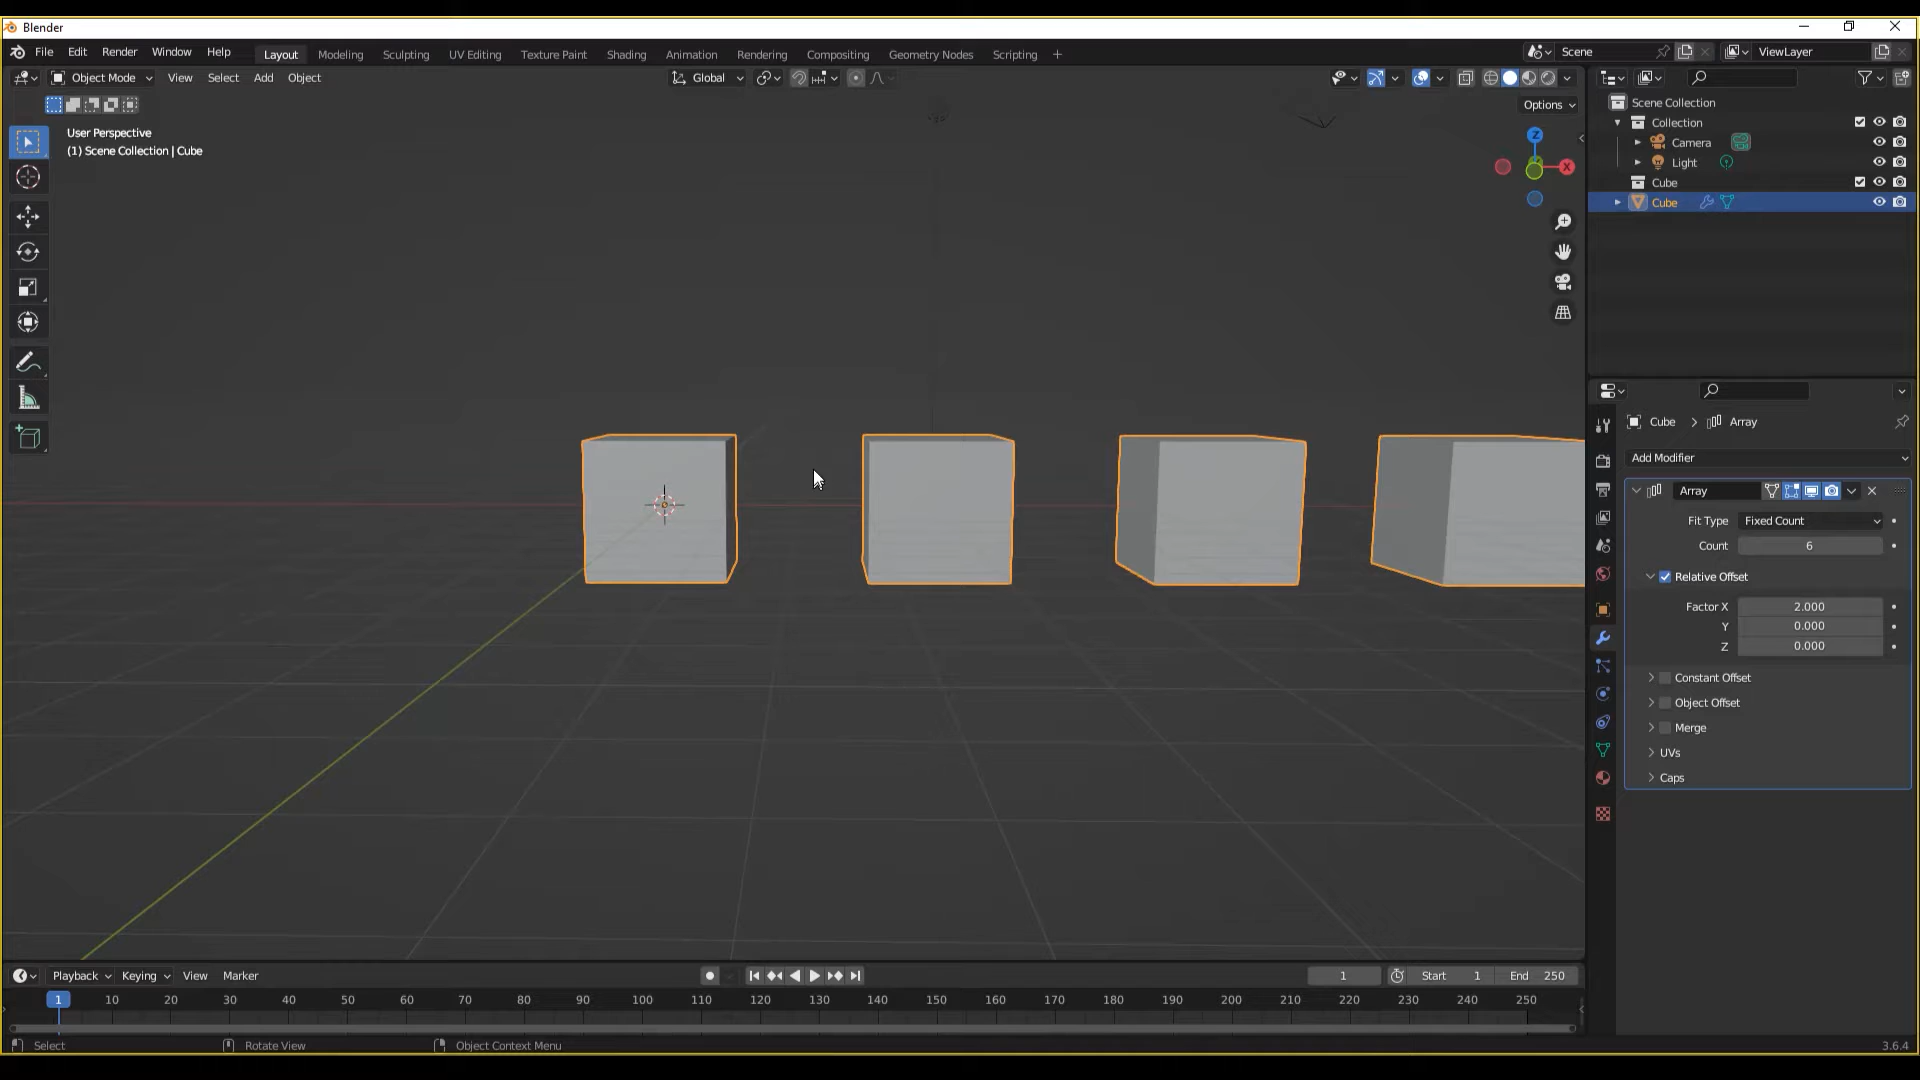 Blender
File Edit Render Window Help Layout Modeling Sculpting UV Editing Texture Paint Shading Animation Rendering Compositing Geometry Nodes Scripting + Scene ViewLayer
Object Mode View Select Add Object Global
Options
User Perspective
(1) Scene Collection | Cube
Z
X
Scene Collection
Collection
Camera
Light
Cube
Cube
Cube > Array
Add Modifier
Array
Fit Type Fixed Count
Count 6
Relative Offset
Factor X 2.000
Y 0.000
Z 0.000
Constant Offset
Object Offset
Merge
UVs
Caps
Playback Keying View Marker 1 Start 1 End 250
1 10 20 30 40 50 60 70 80 90 100 110 120 130 140 150 160 170 180 190 200 210 220 230 240 250
Select Rotate View Object Context Menu 3.6.4